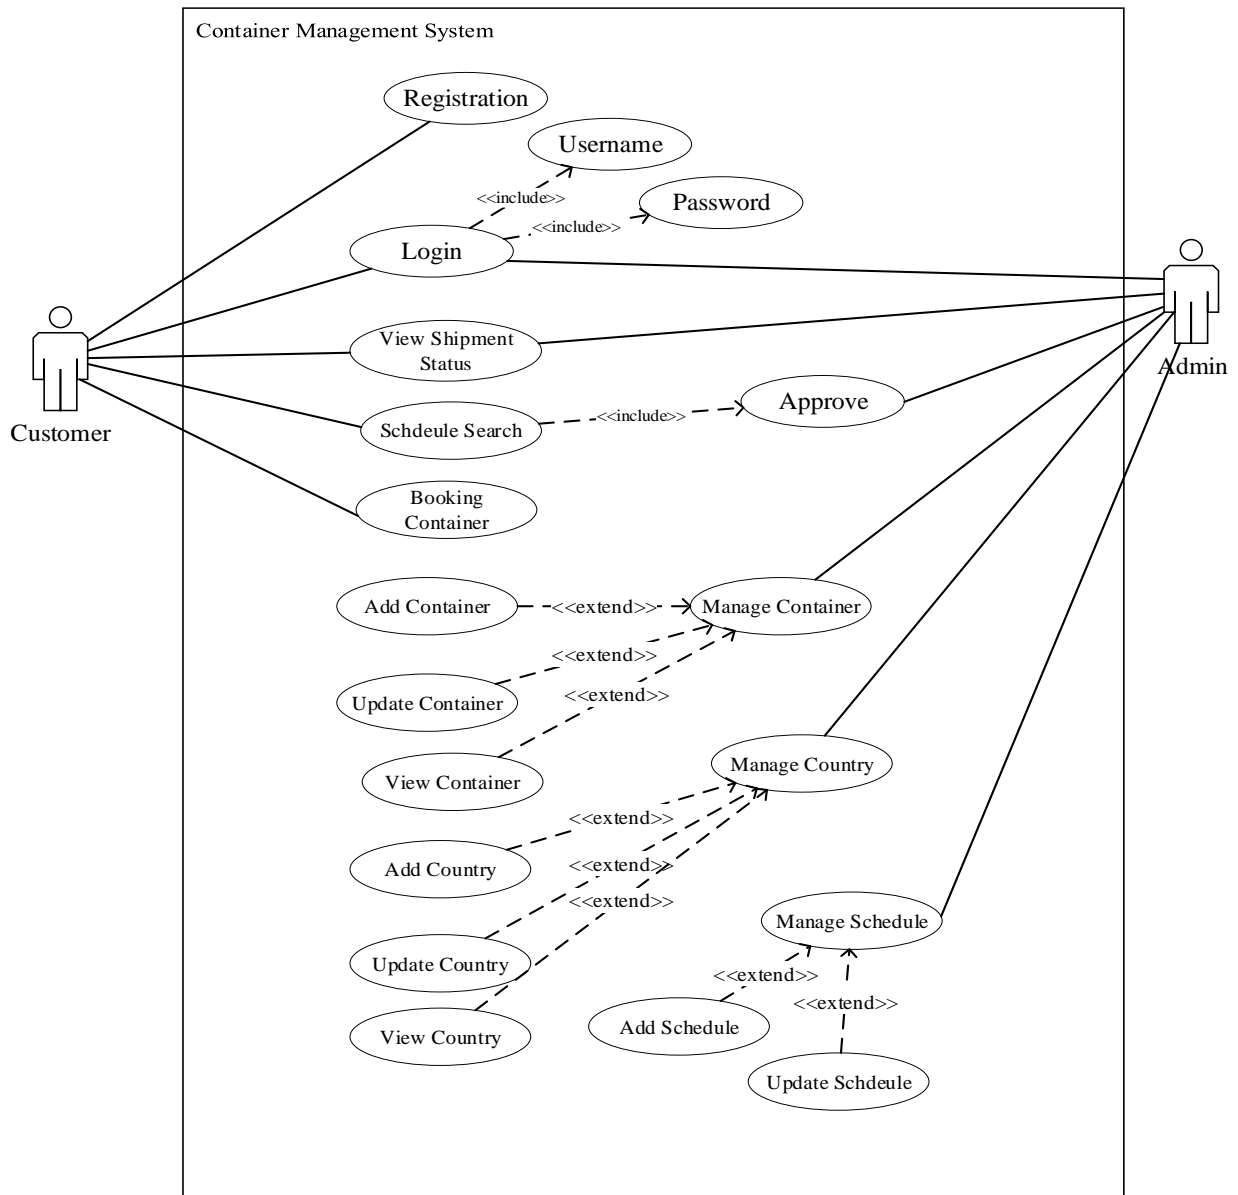 Container Management System
Registration
Username
<<include>>
Password
<<include>>
Login
View Shipment
Status
Admin
Approve
<<include>>
Schdeule Search
Customer
Booking
Container
Add Container
<<extend>>
Manage Container
<<extend>>
Update Container
<<extend>>
View Container
Manage Country
<<extend>>
Add Country
<<extend>>
<<extend>>
Manage Schedule
Update Country
<<extend>>
<<extend>>
View Country
Add Schedule
Update Schdeule